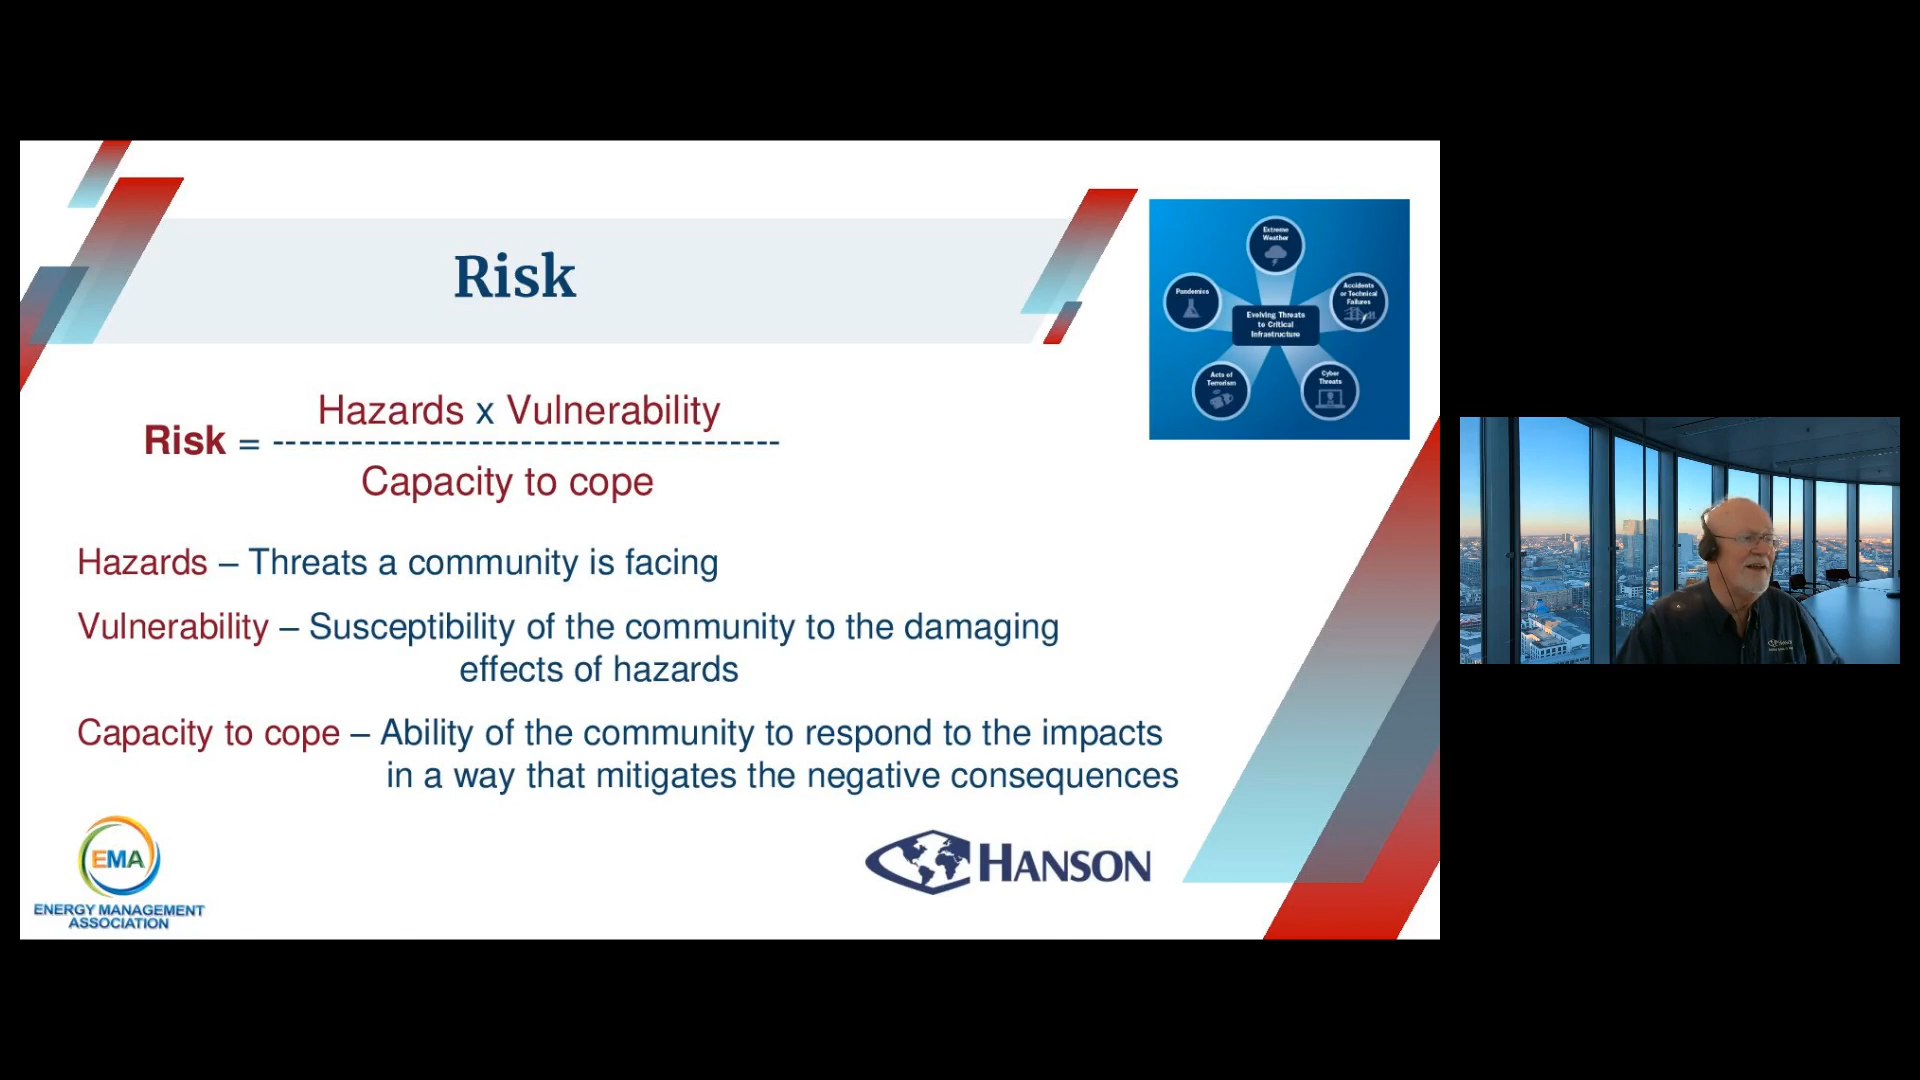 Risk
Extreme
Weather
Pandemics
Accidents
or Technical
Failures
Evolving Threats
to Critical
Infrastructure
Acts of
Terrorism
Cyber
Threats
Hazards x Vulnerability
Risk = ---------------------------------------
Capacity to cope
Hazards – Threats a community is facing
Vulnerability – Susceptibility of the community to the damaging
effects of hazards
Capacity to cope – Ability of the community to respond to the impacts
in a way that mitigates the negative consequences
EMA
ENERGY MANAGEMENT
ASSOCIATION
HANSON